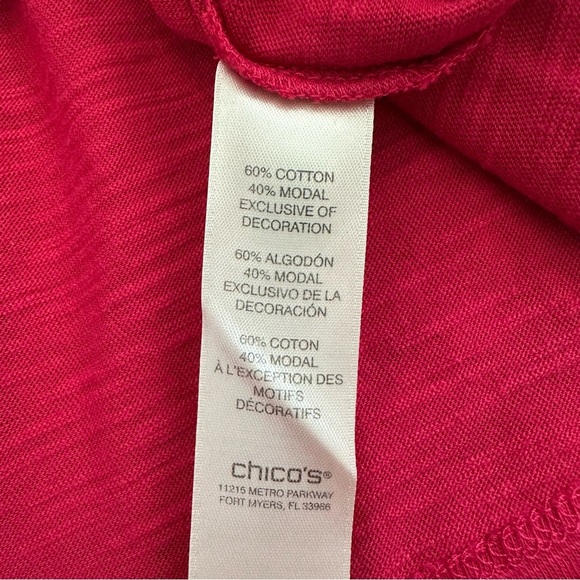 60% COTTON
40% MODAL
EXCLUSIVE OF
DECORATION
60% ALGODÓN
40% MODAL
EXCLUSIVO DE LA
DECORACIÓN
60% COTON
40% MODAL
À L'EXCEPTION DES
MOTIFS
DÉCORATIFS
chico's®
11215 METRO PARKWAY
FORT MYERS, FL 33966